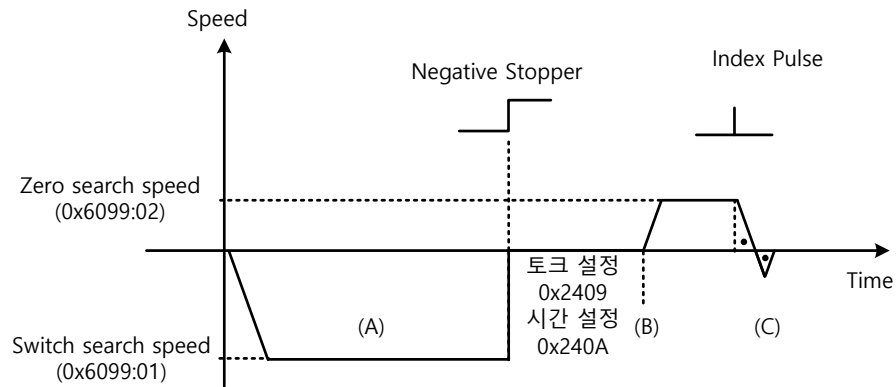 Speed
Negative Stopper
Index Pulse
Zero search speed
(0x6099:02)
토크 설정
0x2409
Time
시간 설정
0x240A
(A)
(B)
(C)
Switch search speed
(0x6099:01)